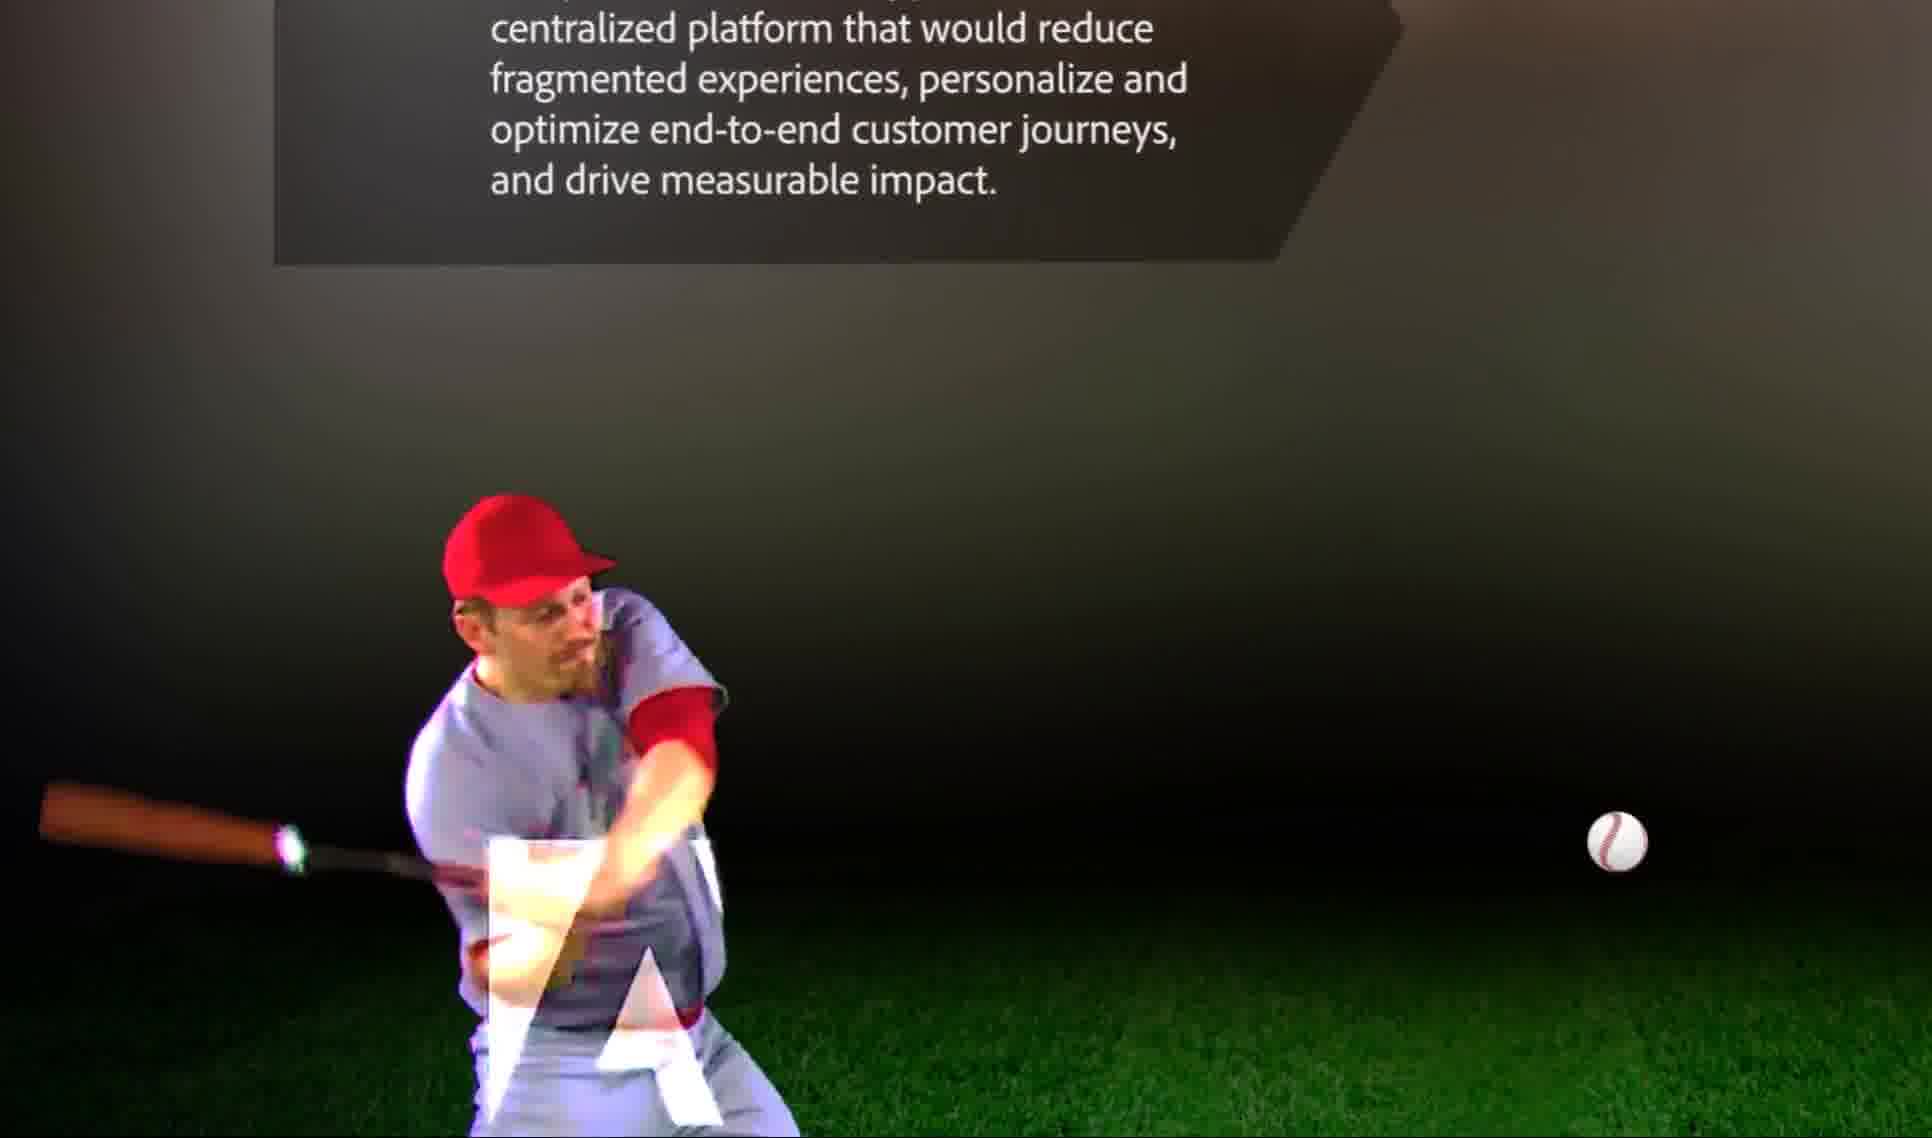 centralized platform that would reduce
fragmented experiences, personalize and
optimize end-to-end customer journeys,
and drive measurable impact.